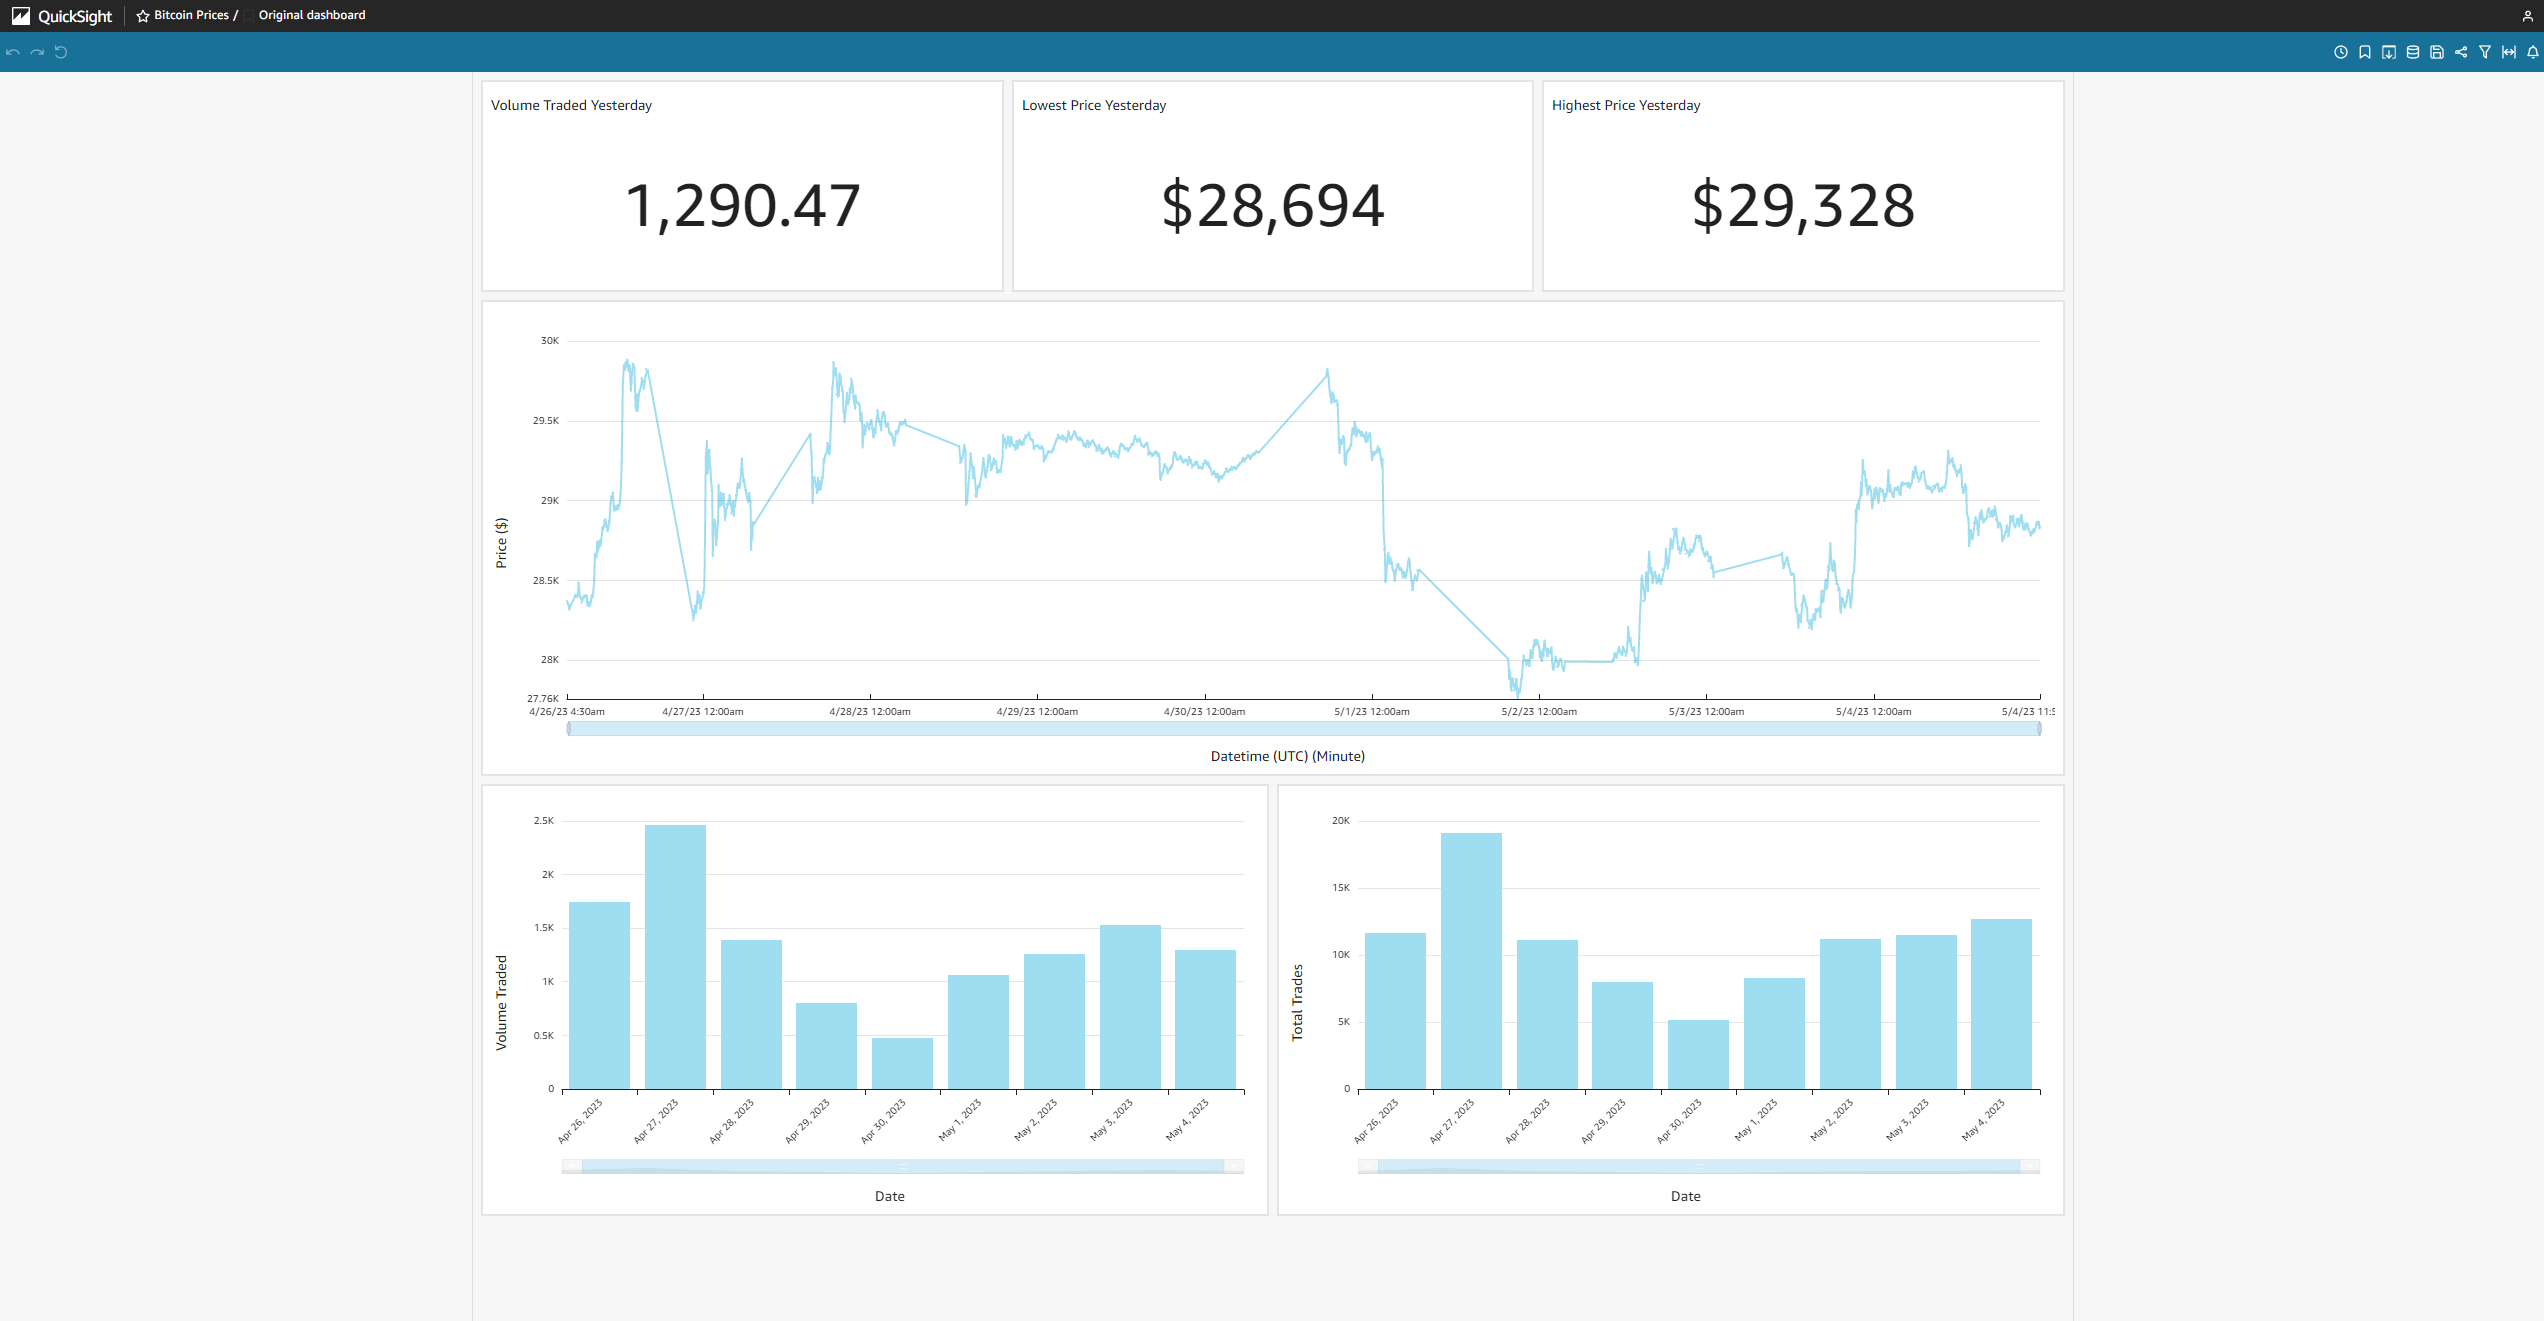 QuickSight
Bitcoin Prices / Original dashboard
Volume Traded Yesterday
1,290.47
Lowest Price Yesterday
$28,694
Highest Price Yesterday
$29,328
Price ($)
30K
29.5K
29K
28.5K
28K
27.76K
4/26/23 4:30am
4/27/23 12:00am
4/28/23 12:00am
4/29/23 12:00am
4/30/23 12:00am
5/1/23 12:00am
5/2/23 12:00am
5/3/23 12:00am
5/4/23 12:00am
5/4/23 11:5
Datetime (UTC) (Minute)
Volume Traded
2.5K
2K
1.5K
1K
0.5K
0
Apr 26, 2023
Apr 27, 2023
Apr 28, 2023
Apr 29, 2023
Apr 30, 2023
May 1, 2023
May 2, 2023
May 3, 2023
May 4, 2023
Date
Total Trades
20K
15K
10K
5K
0
Apr 26, 2023
Apr 27, 2023
Apr 28, 2023
Apr 29, 2023
Apr 30, 2023
May 1, 2023
May 2, 2023
May 3, 2023
May 4, 2023
Date